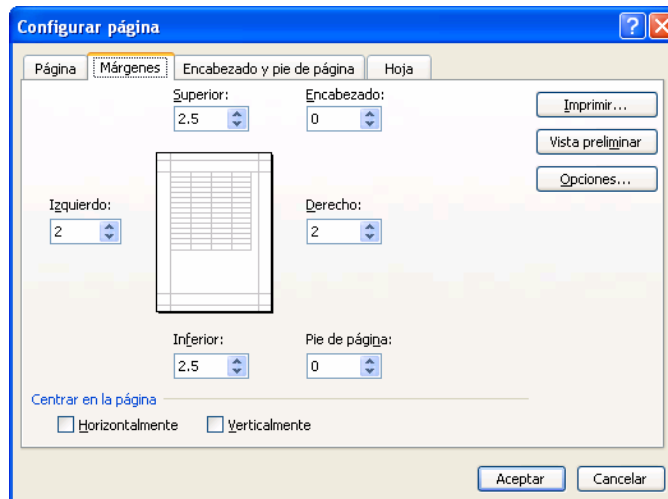 Configurar página
Página Márgenes Encabezado y pie de página Hoja
Superior: Encabezado:
2.5 0
Imprimir...
Vista preliminar
Opciones...
Izquierdo: Derecho:
2 2
Inferior: Pie de página:
2.5 0
Centrar en la página
Horizontalmente Verticalmente
Aceptar Cancelar